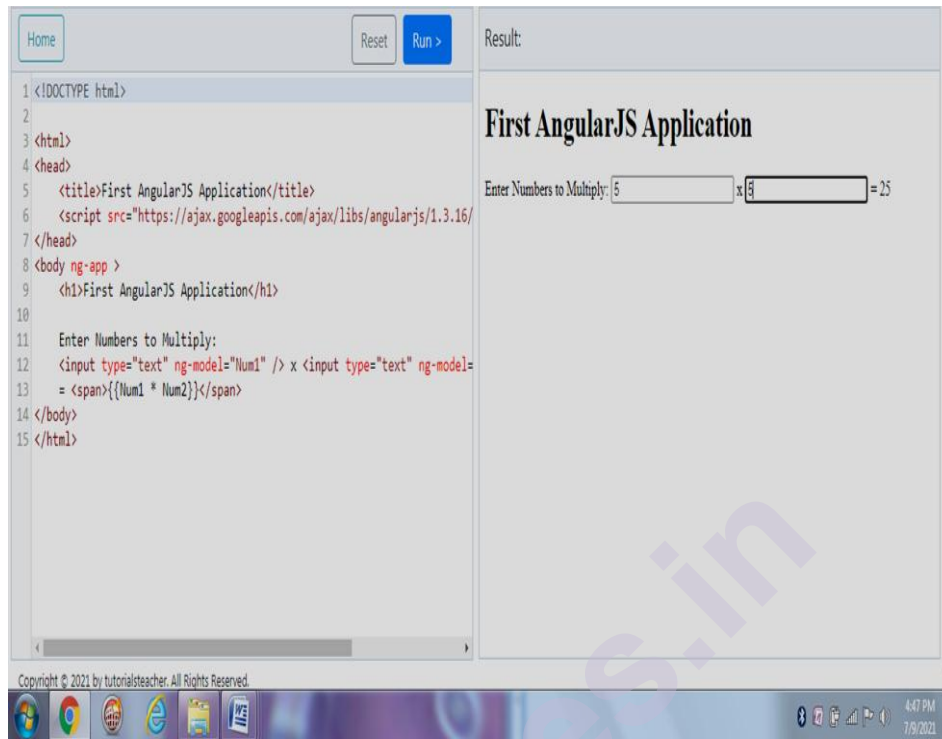 Home
Reset
Run >
1 <!DOCTYPE html>
2
3 <html>
4 <head>
5 <title>First AngularJS Application</title>
6 <script src="https://ajax.googleapis.com/ajax/libs/angularjs/1.3.16/
7 </head>
8 <body ng-app >
9 <h1>First AngularJS Application</h1>
10
11 Enter Numbers to Multiply:
12 <input type="text" ng-model="Num1" /> x <input type="text" ng-model=
13 = <span>{{Num1 * Num2}}</span>
14 </body>
15 </html>
Result:
First AngularJS Application
Enter Numbers to Multiply: 5 x 5 = 25
Copyright © 2021 by tutorialsteacher. All Rights Reserved.
4:47 PM
7/9/2021
es.in